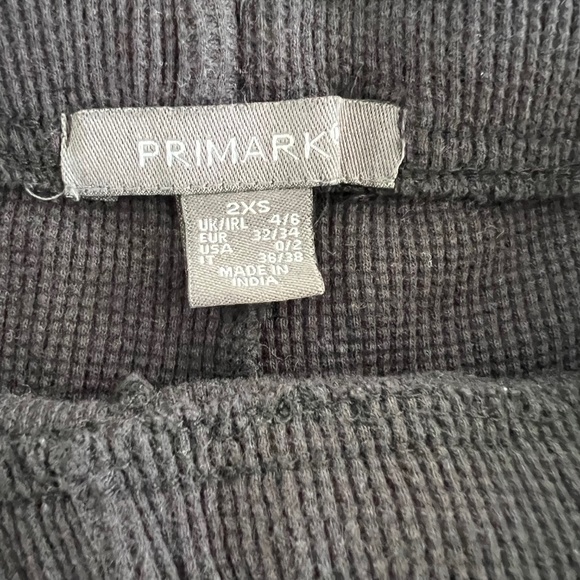 PRIMARK
2XS
UK/IRL 4/6
EUR 32/34
USA 0/2
IT 36/38
MADE IN
INDIA